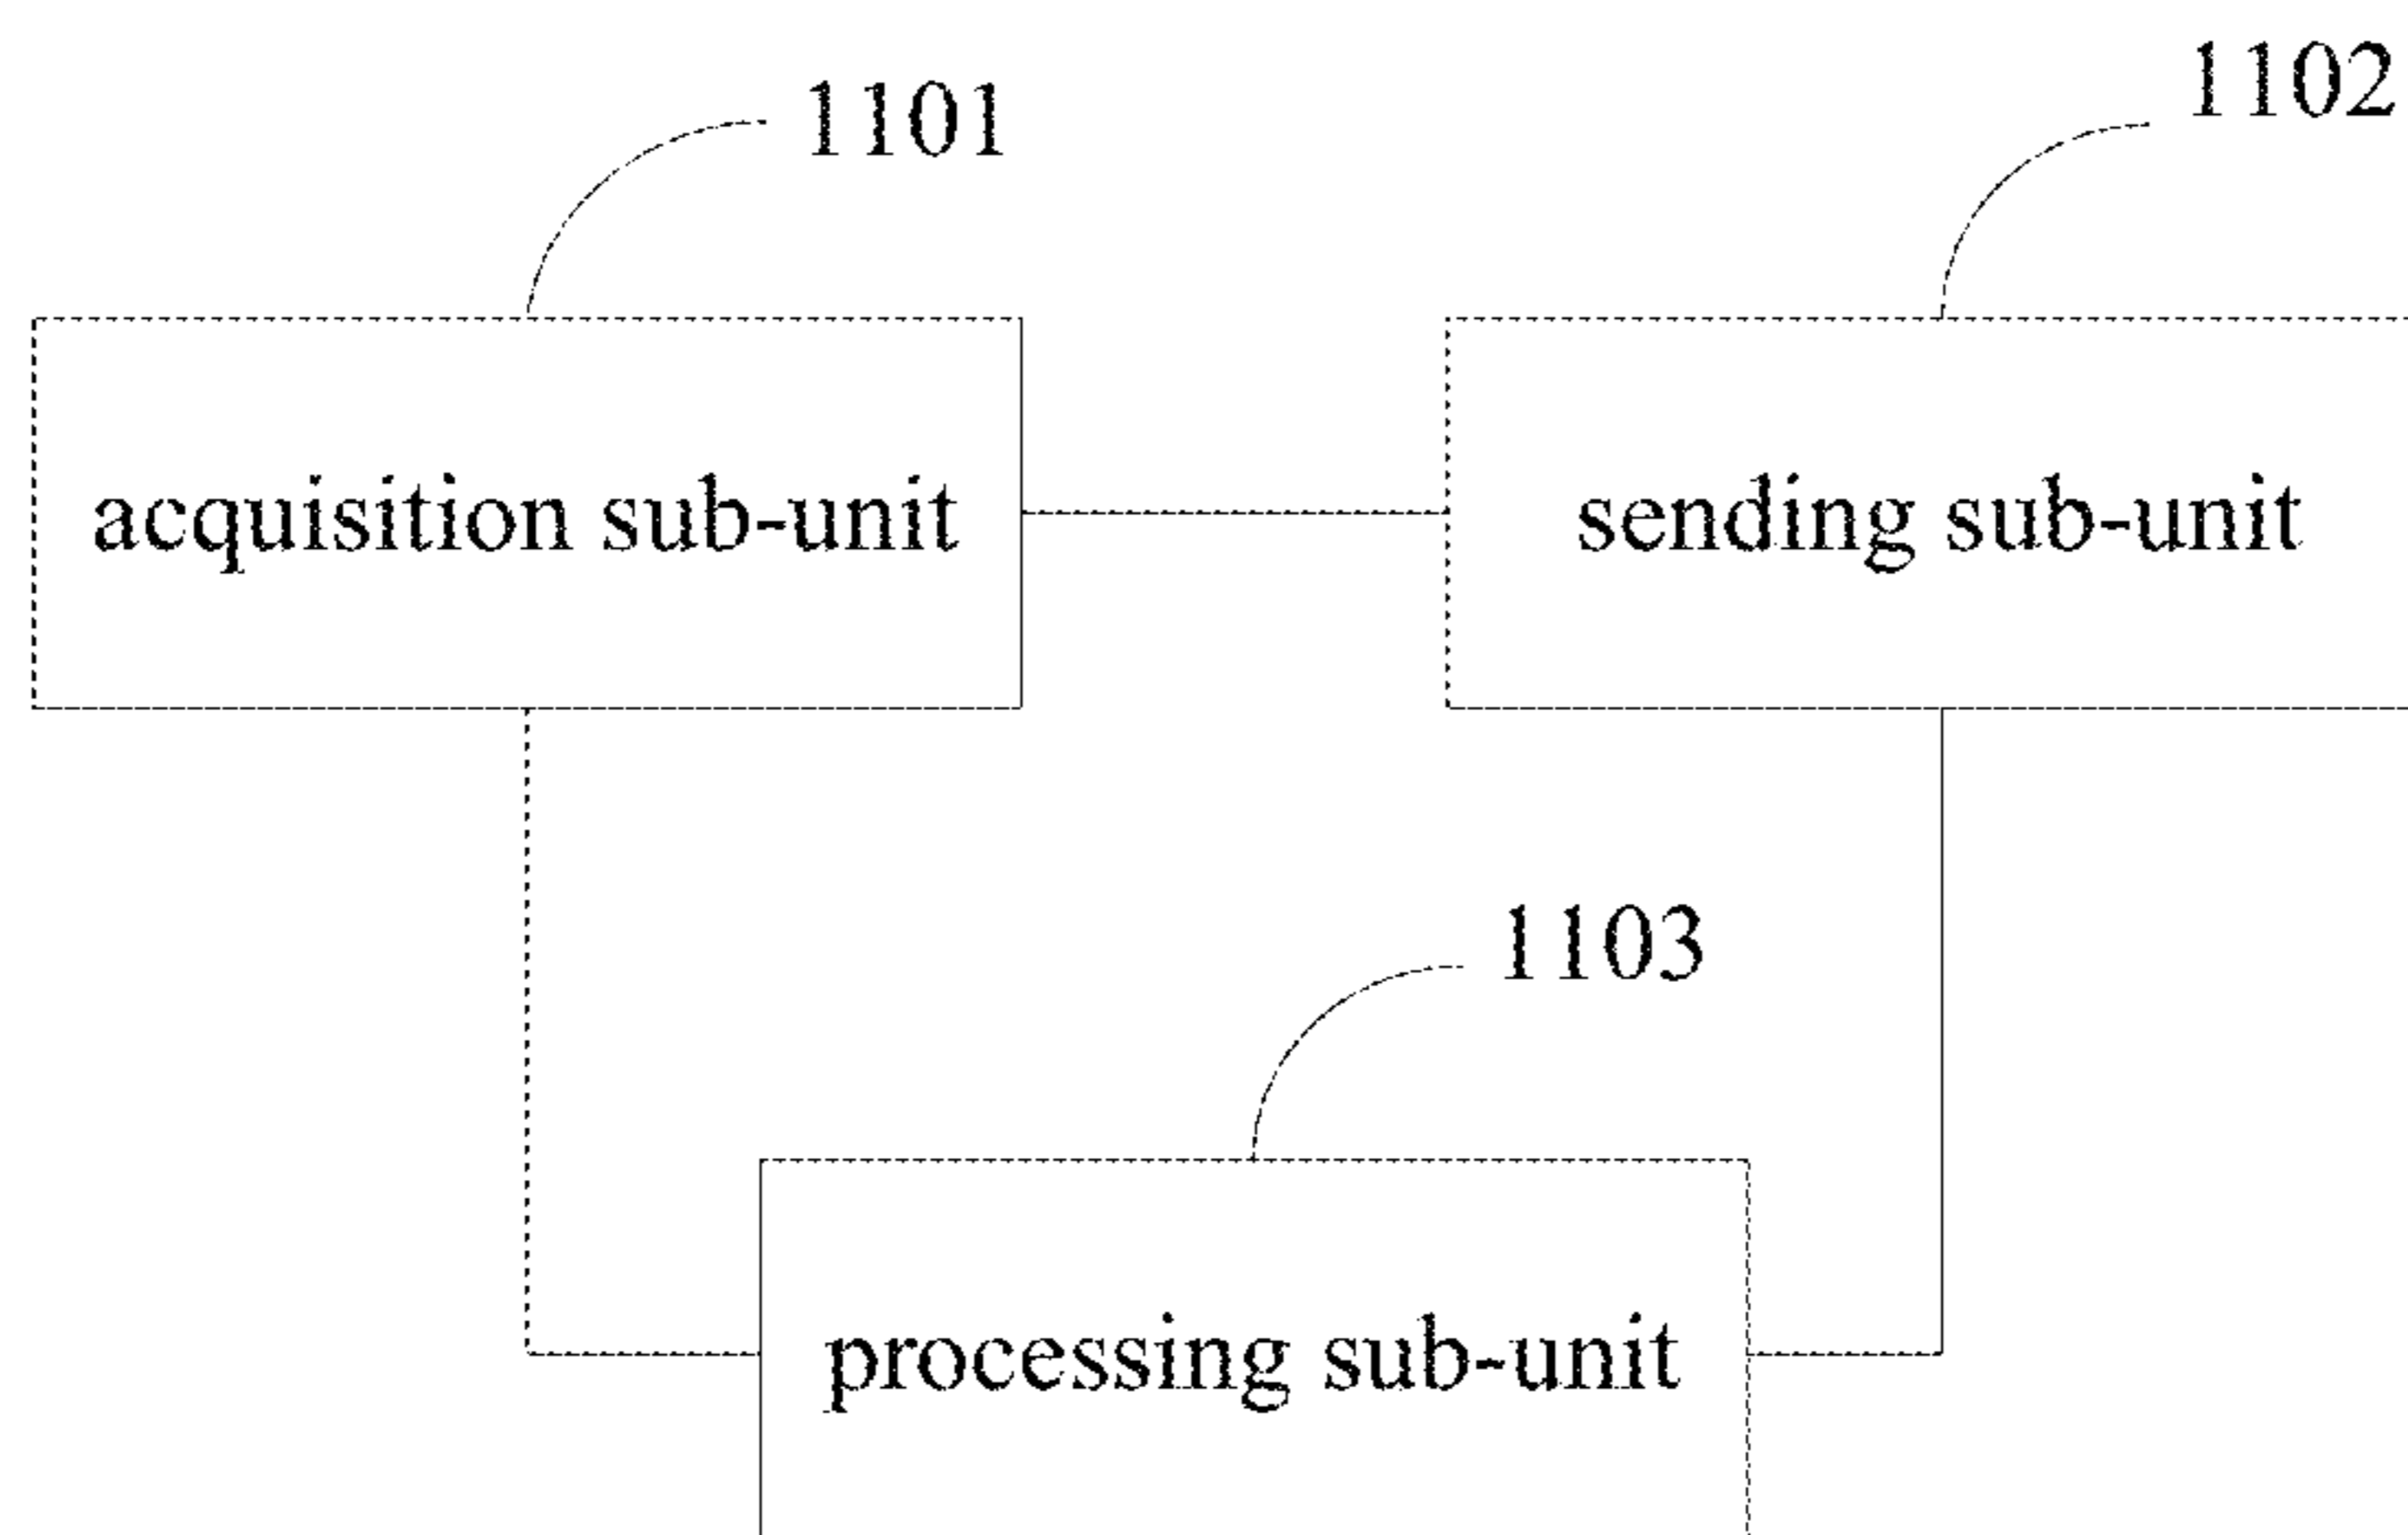 1101
1102
acquisition sub-unit
sending sub-unit
1103
processing sub-unit